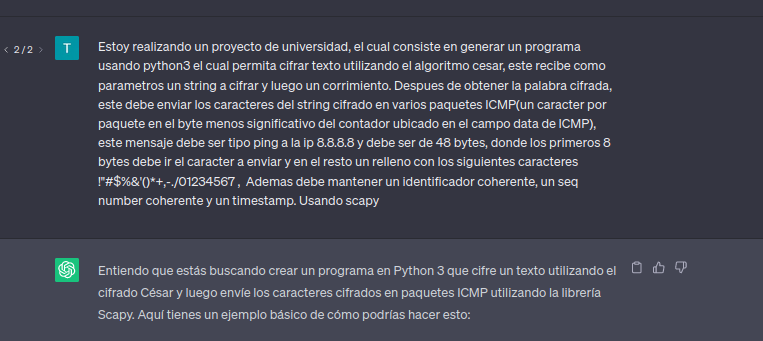 2 / 2
T
Estoy realizando un proyecto de universidad, el cual consiste en generar un programa
usando python3 el cual permita cifrar texto utilizando el algoritmo cesar, este recibe como
parametros un string a cifrar y luego un corrimiento. Despues de obtener la palabra cifrada,
este debe enviar los caracteres del string cifrado en varios paquetes ICMP(un caracter por
paquete en el byte menos significativo del contador ubicado en el campo data de ICMP),
este mensaje debe ser tipo ping a la ip 8.8.8.8 y debe ser de 48 bytes, donde los primeros 8
bytes debe ir el caracter a enviar y en el resto un relleno con los siguientes caracteres
!"#$%&'()*+,-./01234567 , Ademas debe mantener un identificador coherente, un seq
number coherente y un timestamp. Usando scapy
Entiendo que estás buscando crear un programa en Python 3 que cifre un texto utilizando el
cifrado César y luego envíe los caracteres cifrados en paquetes ICMP utilizando la librería
Scapy. Aquí tienes un ejemplo básico de cómo podrías hacer esto: